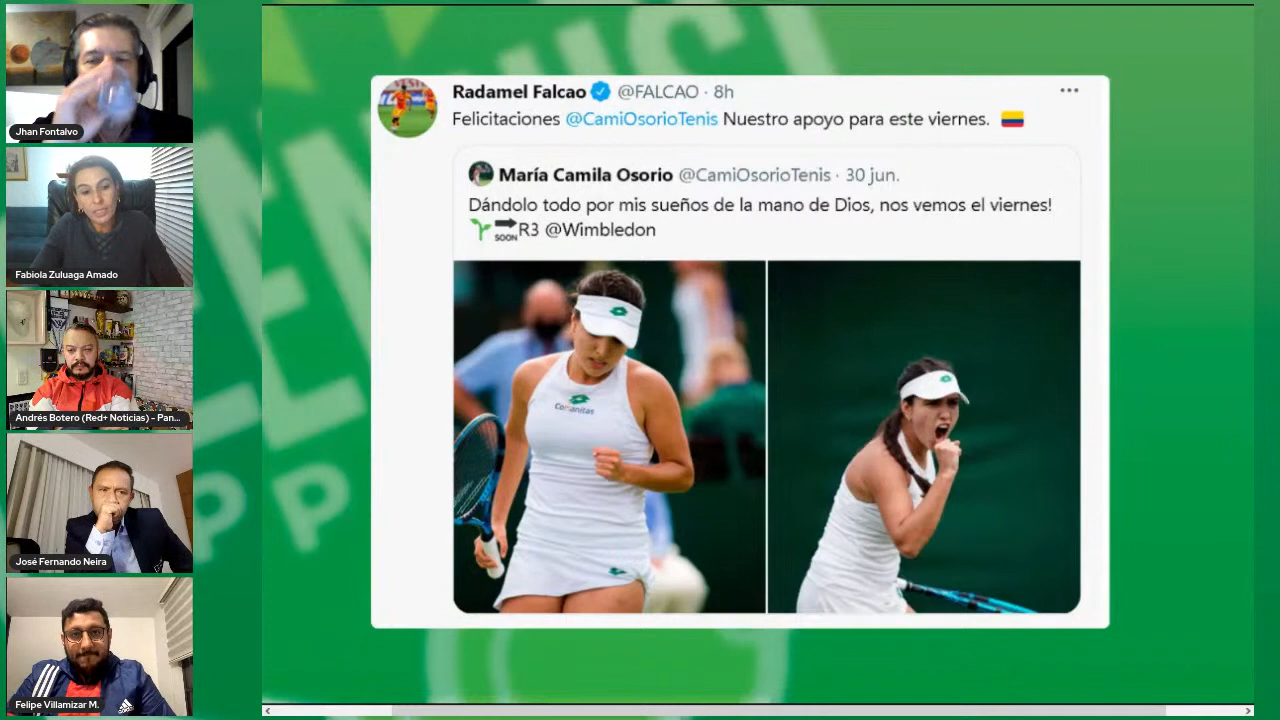 Jhan Fontalvo
Fabiola Zuluaga Amado
Andrés Botero (Red+ Noticias) - Pan...
José Fernando Neira
Felipe Villamizar M.
Radamel Falcao @FALCAO · 8h
Felicitaciones @CamiOsorioTenis Nuestro apoyo para este viernes.
María Camila Osorio @CamiOsorioTenis · 30 jun.
Dándolo todo por mis sueños de la mano de Dios, nos vemos el viernes!
SOON R3 @Wimbledon